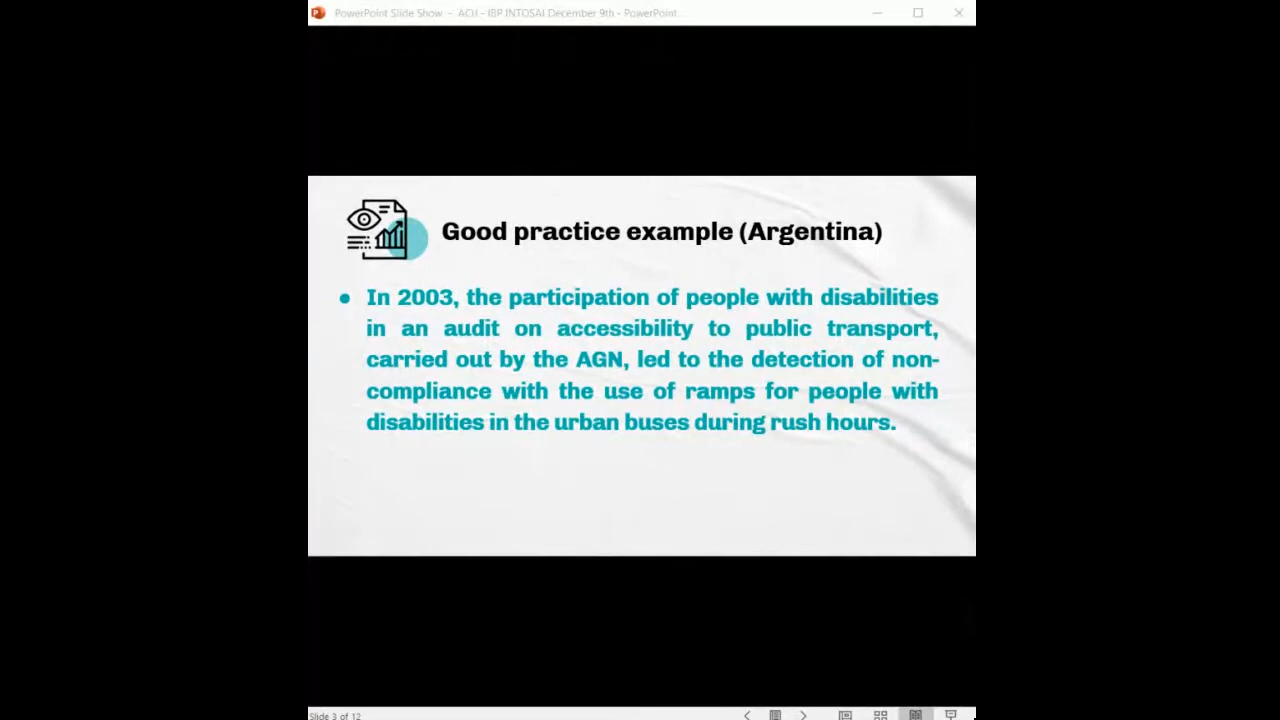 PowerPoint Slide Show - ACIJ - IBP INTOSAI December 9th - PowerPoint...
Good practice example (Argentina)
● In 2003, the participation of people with disabilities
in an audit on accessibility to public transport,
carried out by the AGN, led to the detection of non-
compliance with the use of ramps for people with
disabilities in the urban buses during rush hours.
Slide 3 of 12